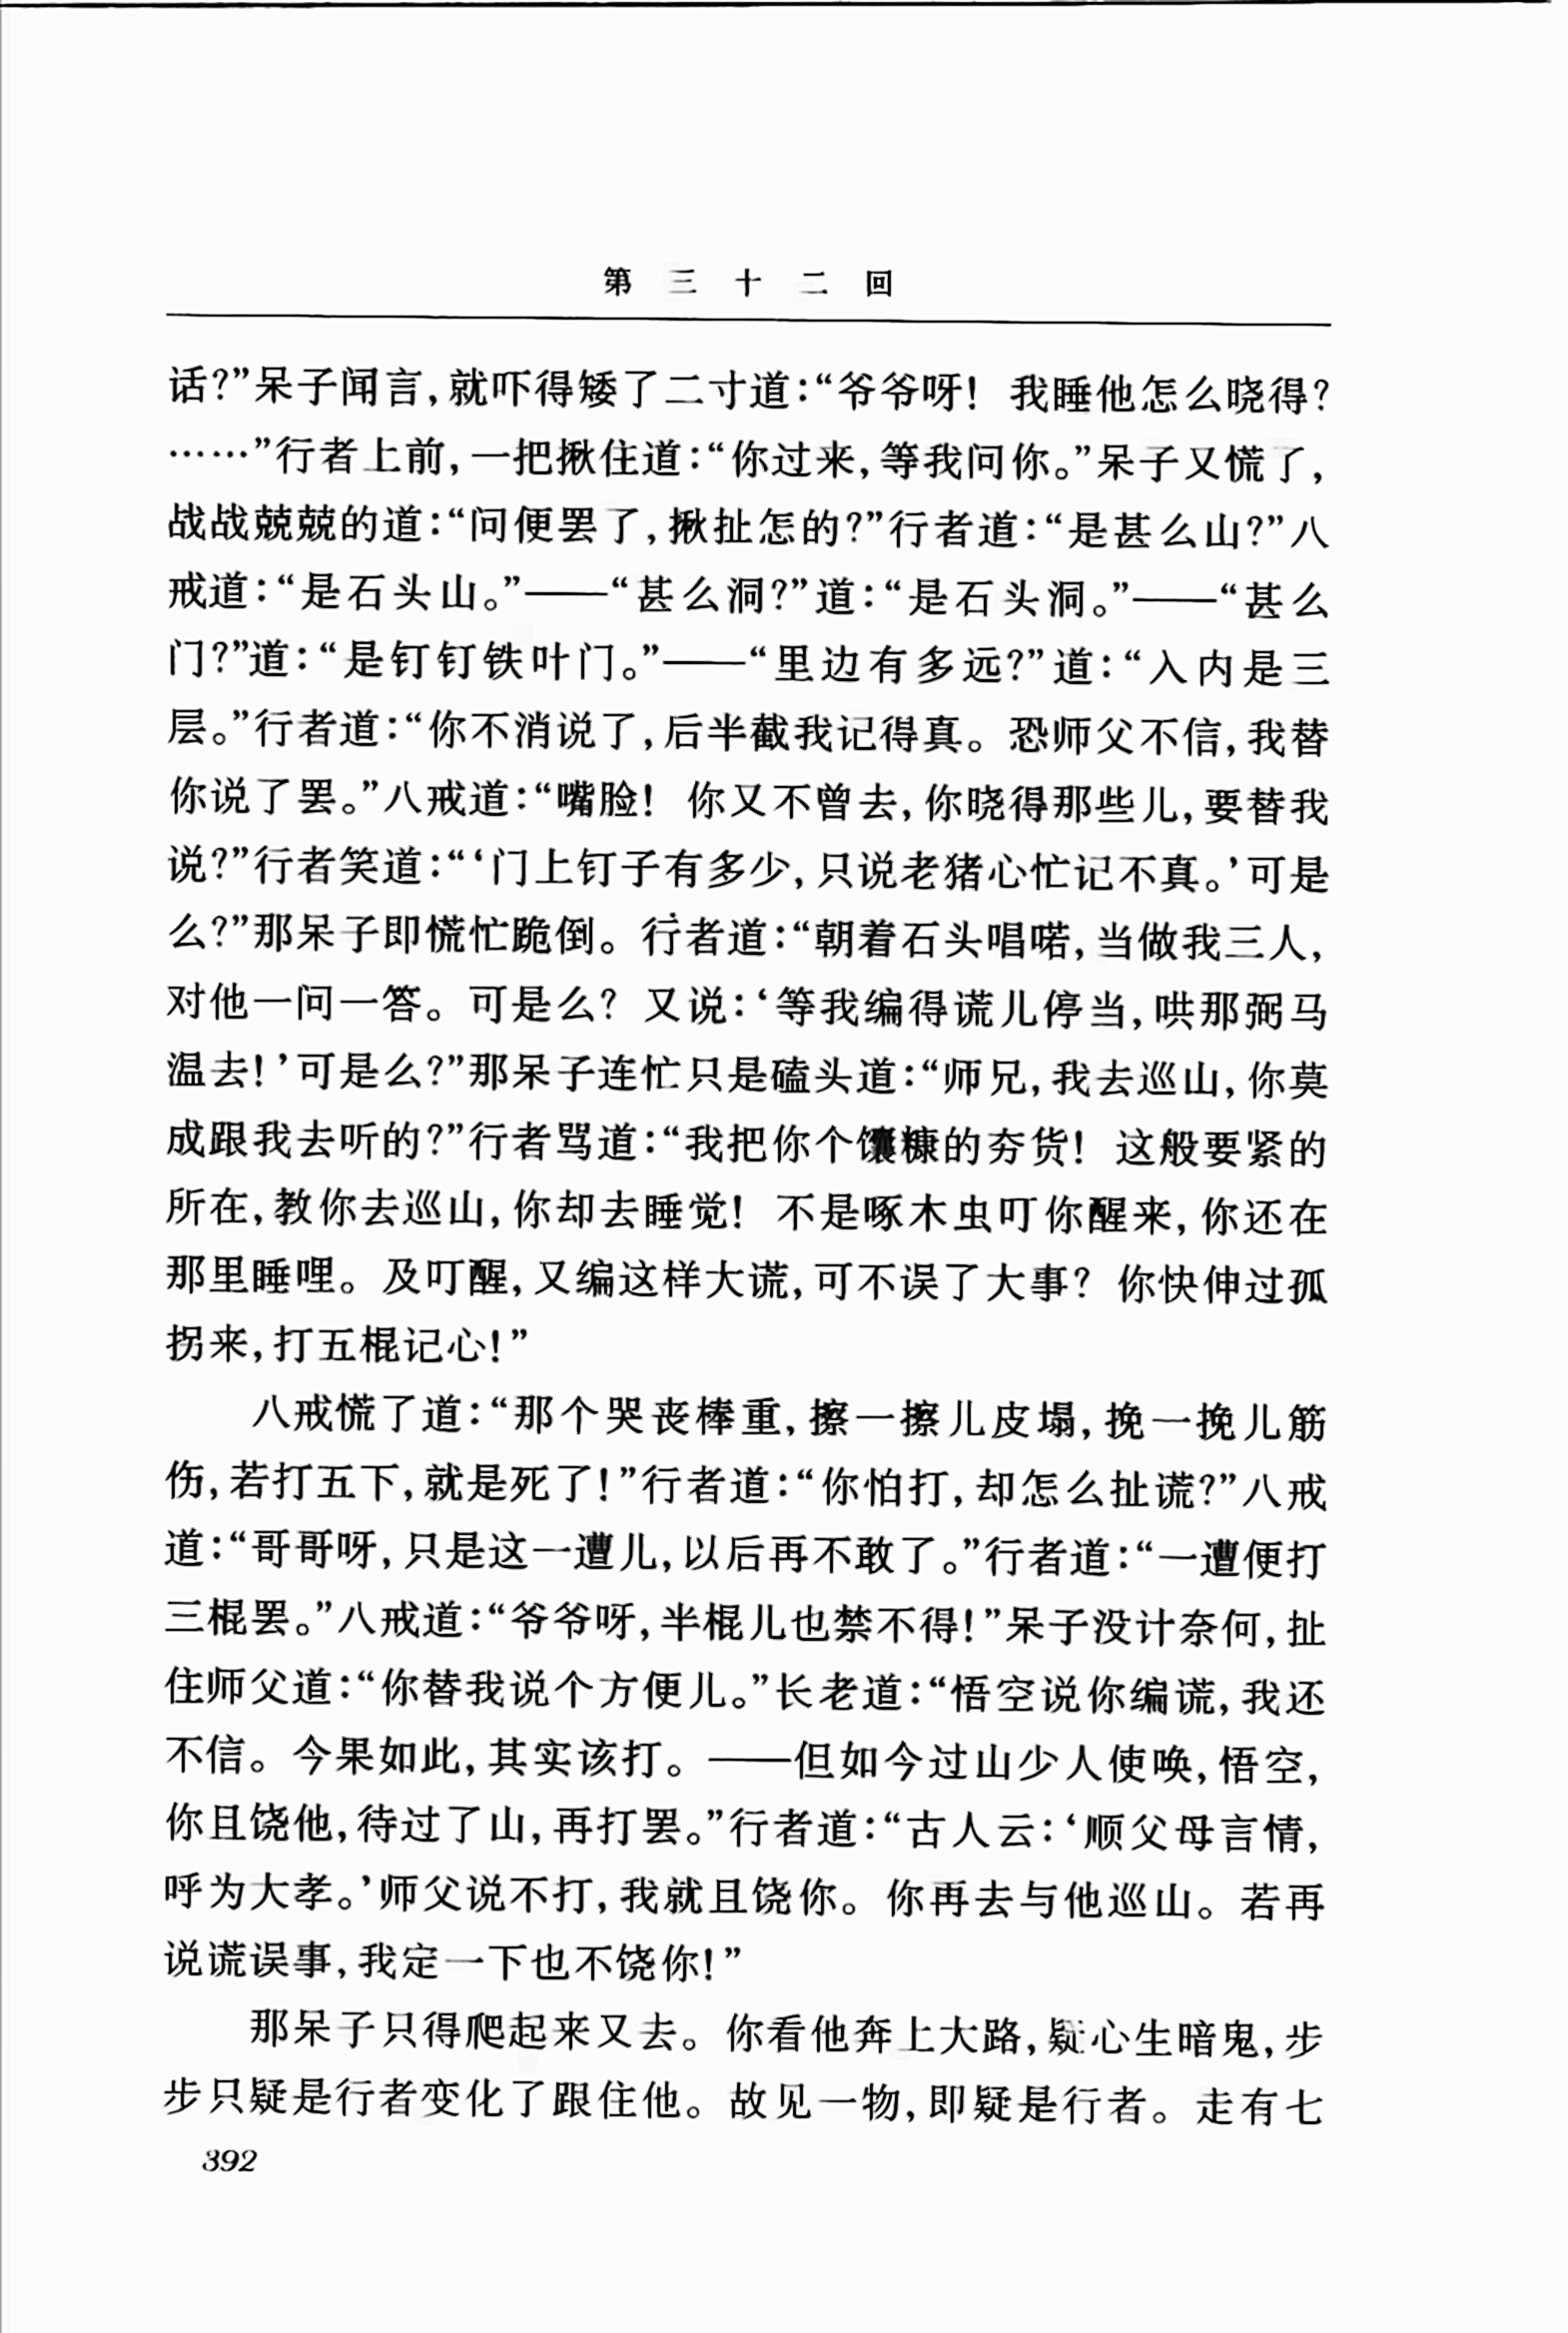 第三十二回
话?”呆子闻言,就吓得矮了二寸道:“爷爷呀! 我睡他怎么晓得?
……”行者上前,一把揪住道:“你过来,等我问你。”呆子又慌了,
战战兢兢的道:“问便罢了,揪扯怎的?”行者道:“是甚么山?”八
戒道:“是石头山。”——“甚么洞?”道:“是石头洞。”——“甚么
门?”道:“是钉钉铁叶门。”——“里边有多远?”道:“入内是三
层。”行者道:“你不消说了,后半截我记得真。恐师父不信,我替
你说了罢。”八戒道:“嘴脸! 你又不曾去,你晓得那些儿,要替我
说?”行者笑道:“‘门上钉子有多少,只说老猪心忙记不真。’可是
么?”那呆子即慌忙跪倒。行者道:“朝着石头唱喏,当做我三人,
对他一问一答。可是么? 又说:‘等我编得谎儿停当,哄那弼马
温去!’可是么?”那呆子连忙只是磕头道:“师兄,我去巡山,你莫
成跟我去听的?”行者骂道:“我把你个馕糠的夯货! 这般要紧的
所在,教你去巡山,你却去睡觉! 不是啄木虫叮你醒来,你还在
那里睡哩。及叮醒,又编这样大谎,可不误了大事? 你快伸过孤
拐来,打五棍记心!”
八戒慌了道:“那个哭丧棒重,擦一擦儿皮塌,挽一挽儿筋
伤,若打五下,就是死了!”行者道:“你怕打,却怎么扯谎?”八戒
道:“哥哥呀,只是这一遭儿,以后再不敢了。”行者道:“一遭便打
三棍罢。”八戒道:“爷爷呀,半棍儿也禁不得!”呆子没计奈何,扯
住师父道:“你替我说个方便儿。”长老道:“悟空说你编谎,我还
不信。今果如此,其实该打。——但如今过山少人使唤,悟空,
你且饶他,待过了山,再打罢。”行者道:“古人云:‘顺父母言情,
呼为大孝。’师父说不打,我就且饶你。你再去与他巡山。若再
说谎误事,我定一下也不饶你!”
那呆子只得爬起来又去。你看他奔上大路,疑心生暗鬼,步
步只疑是行者变化了跟住他。故见一物,即疑是行者。走有七
392